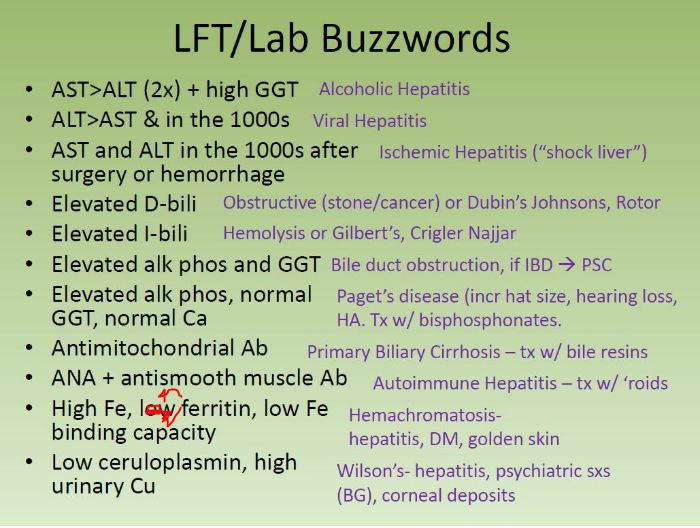 LFT/Lab Buzzwords
• AST>ALT (2x) + high GGT Alcoholic Hepatitis
• ALT>AST & in the 1000s Viral Hepatitis
• AST and ALT in the 1000s after surgery or hemorrhage Ischemic Hepatitis (“shock liver”)
• Elevated D-bili Obstructive (stone/cancer) or Dubin’s Johnsons, Rotor
• Elevated I-bili Hemolysis or Gilbert’s, Crigler Najjar
• Elevated alk phos and GGT Bile duct obstruction, if IBD → PSC
• Elevated alk phos, normal GGT, normal Ca Paget’s disease (incr hat size, hearing loss, HA. Tx w/ bisphosphonates.
• Antimitochondrial Ab Primary Biliary Cirrhosis – tx w/ bile resins
• ANA + antismooth muscle Ab Autoimmune Hepatitis – tx w/ ‘roids
• High Fe, low ferritin, low Fe binding capacity Hemachromatosis- hepatitis, DM, golden skin
• Low ceruloplasmin, high urinary Cu Wilson’s- hepatitis, psychiatric sxs (BG), corneal deposits